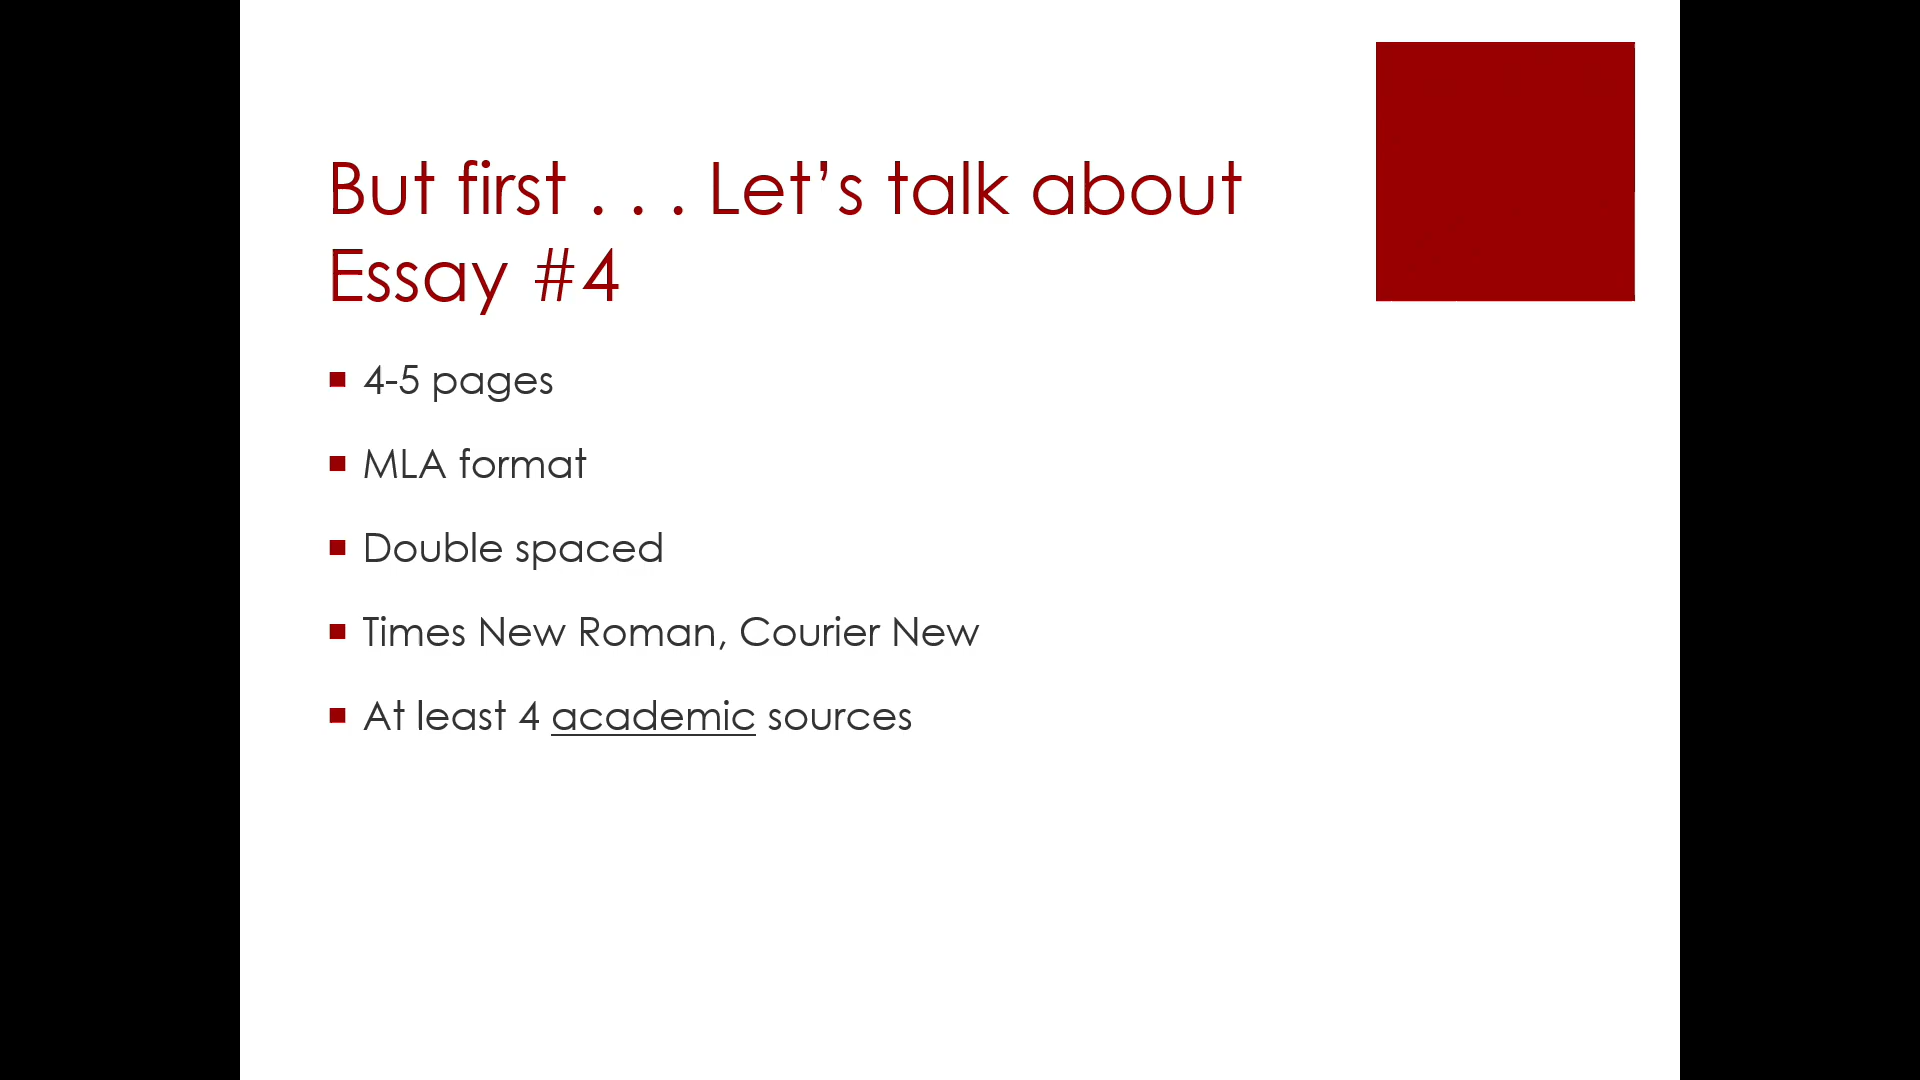 But first . . . Let’s talk about
Essay #4
4-5 pages
MLA format
Double spaced
Times New Roman, Courier New
At least 4 academic sources